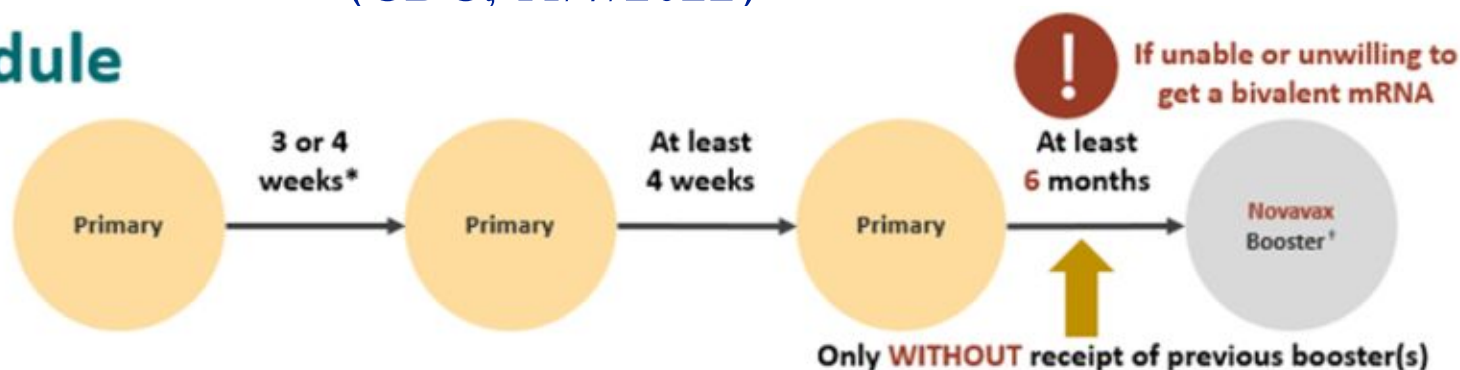 dule
3 or 4
weeks*
At least
4 weeks
!
If unable or unwilling to
get a bivalent mRNA
At least
6 months
Primary
Primary
Primary
Novavax
Booster†
Only WITHOUT receipt of previous booster(s)